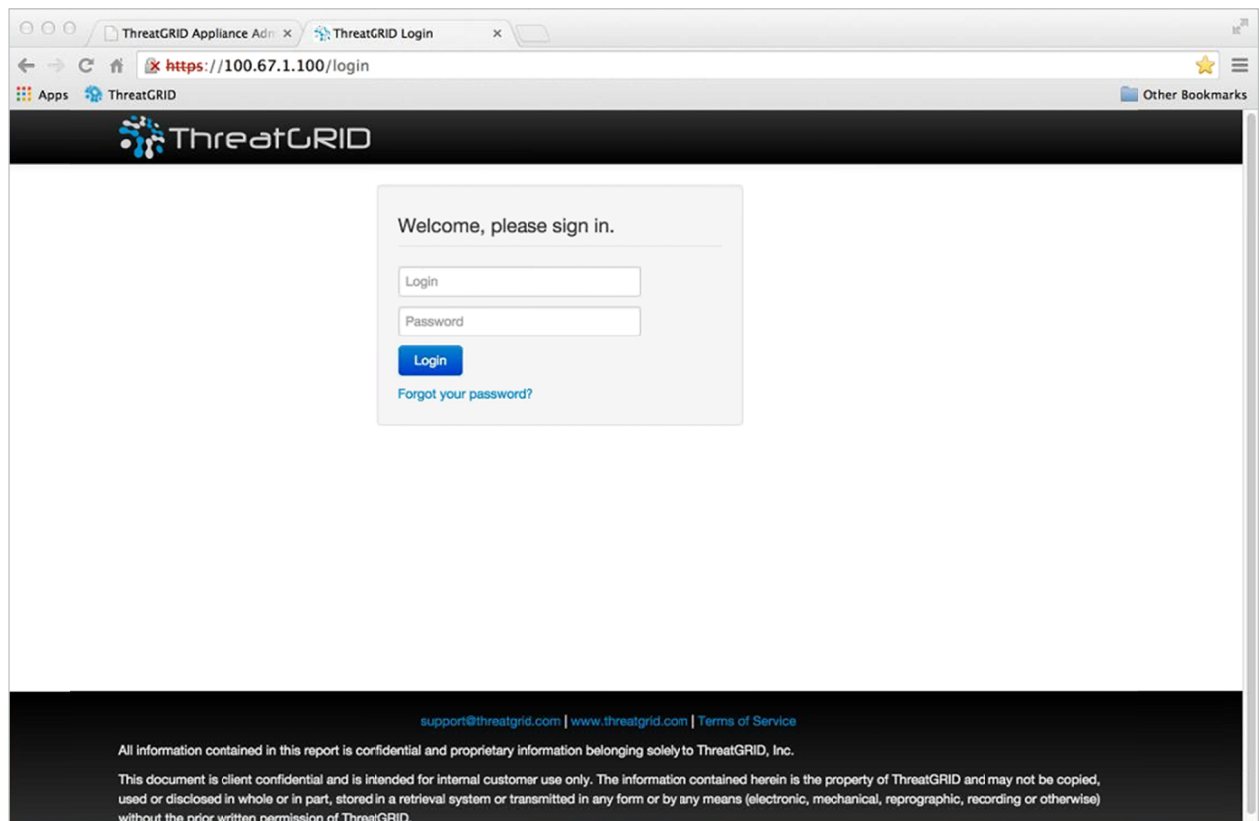 ThreatGRID Appliance Adm
ThreatGRID Login
https://100.67.1.100/login
Apps
ThreatGRID
Other Bookmarks
ThreatGRID
Welcome, please sign in.
Login
Password
Login
Forgot your password?
support@threatgrid.com | www.threatgrid.com | Terms of Service
All information contained in this report is confidential and proprietary information belonging solely to ThreatGRID, Inc.
This document is client confidential and is intended for internal customer use only. The information contained herein is the property of ThreatGRID and may not be copied,
used or disclosed in whole or in part, stored in a retrieval system or transmitted in any form or by any means (electronic, mechanical, reprographic, recording or otherwise)
without the prior written permission of ThreatGRID.